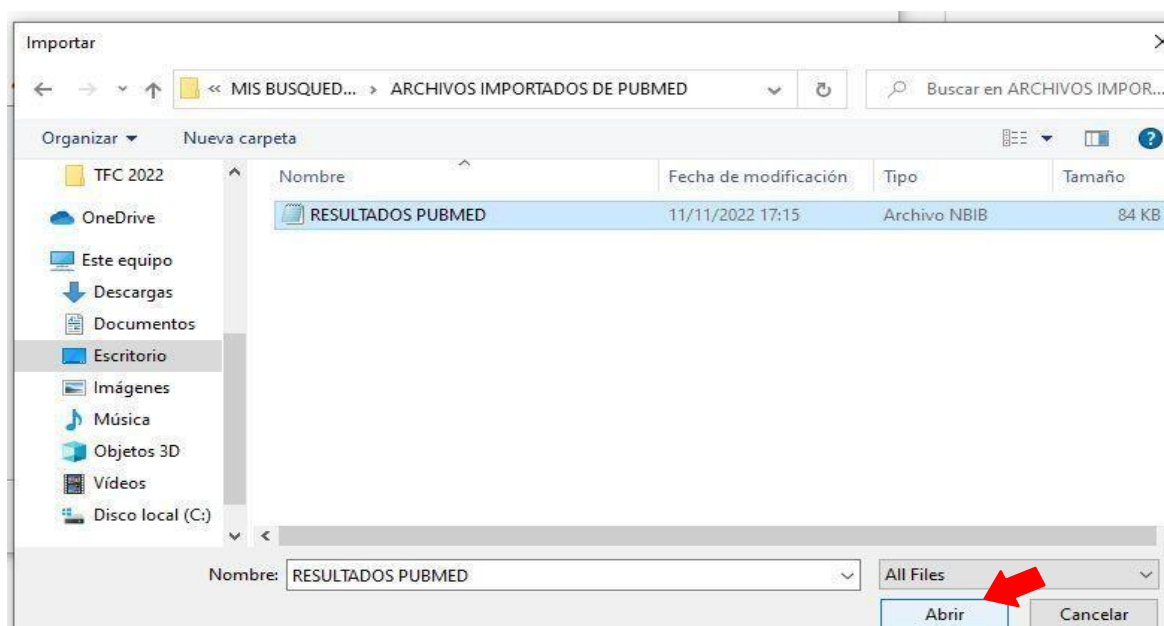 Importar
« MIS BUSQUED... › ARCHIVOS IMPORTADOS DE PUBMED
Buscar en ARCHIVOS IMPOR...
Organizar
Nueva carpeta
TFC 2022
OneDrive
Este equipo
Descargas
Documentos
Escritorio
Imágenes
Música
Objetos 3D
Vídeos
Disco local (C:)
Nombre Fecha de modificación Tipo Tamaño
RESULTADOS PUBMED 11/11/2022 17:15 Archivo NBIB 84 KB
Nombre: RESULTADOS PUBMED
All Files
Abrir
Cancelar